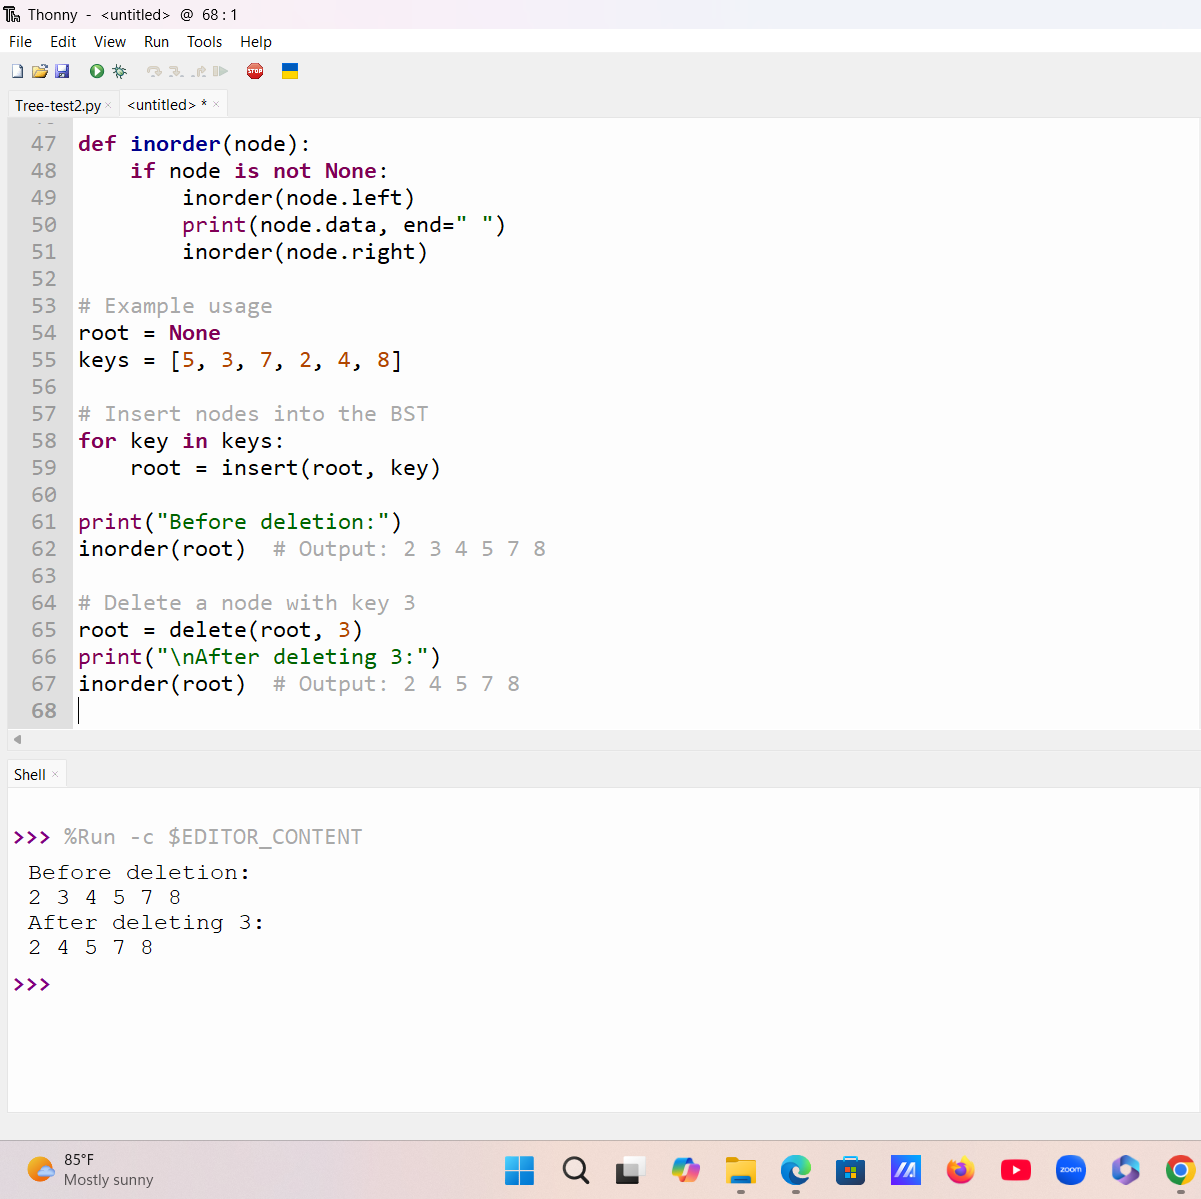 Thonny - <untitled> @ 68 : 1
File Edit View Run Tools Help
STOP
Tree-test2.py × <untitled> * ×
47 def inorder(node):
48     if node is not None:
49         inorder(node.left)
50         print(node.data, end=" ")
51         inorder(node.right)
52
53 # Example usage
54 root = None
55 keys = [5, 3, 7, 2, 4, 8]
56
57 # Insert nodes into the BST
58 for key in keys:
59     root = insert(root, key)
60
61 print("Before deletion:")
62 inorder(root)  # Output: 2 3 4 5 7 8
63
64 # Delete a node with key 3
65 root = delete(root, 3)
66 print("\nAfter deleting 3:")
67 inorder(root)  # Output: 2 4 5 7 8
68
Shell ×
>>> %Run -c $EDITOR_CONTENT
Before deletion:
2 3 4 5 7 8
After deleting 3:
2 4 5 7 8
>>>
85°F
Mostly sunny
zoom